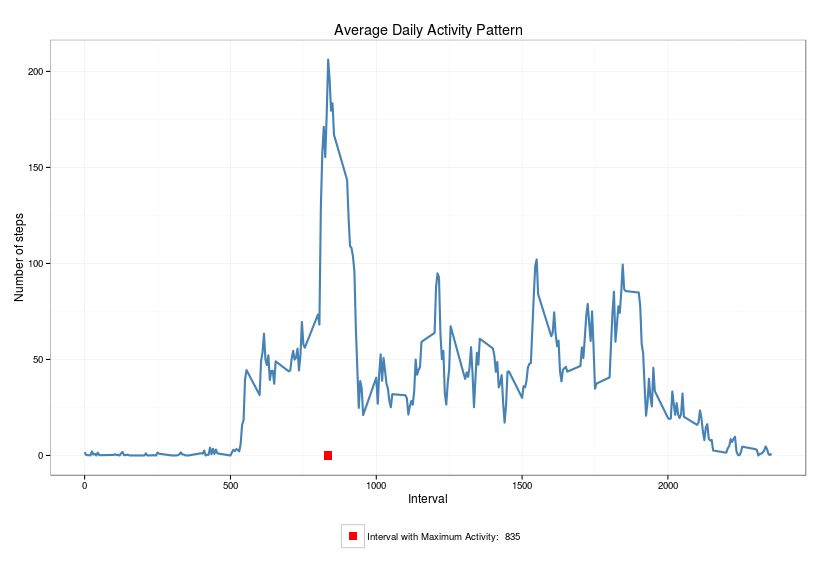 Average Daily Activity Pattern
Number of steps
200
150
100
50
0
0 500 1000 1500 2000
Interval
Interval with Maximum Activity: 835